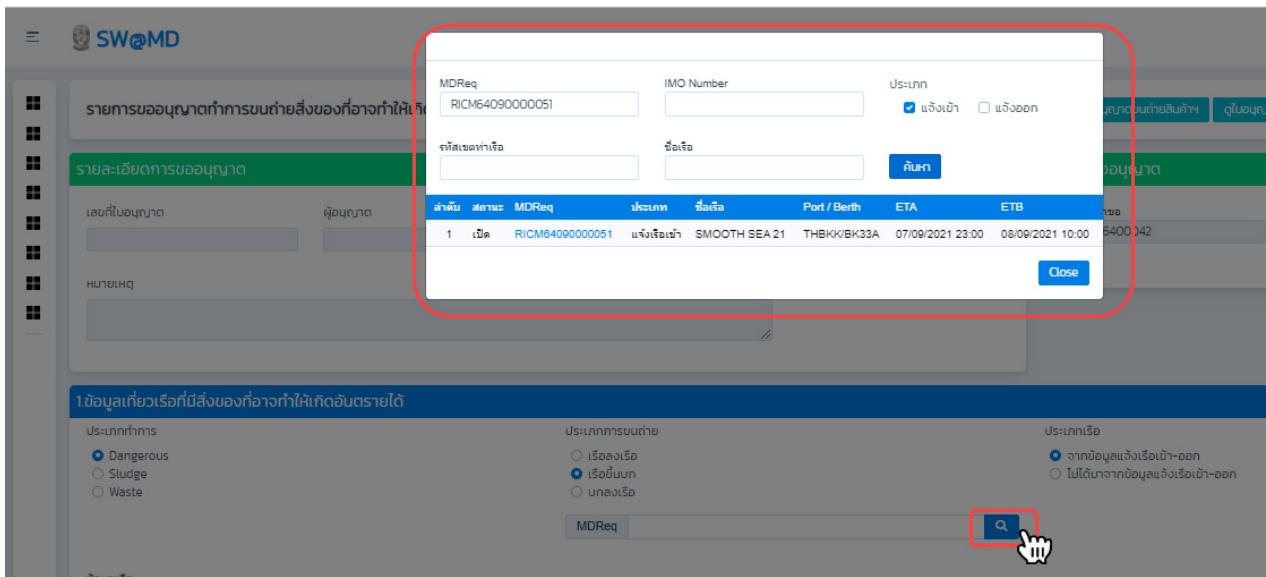 SW@MD
MDReq
IMO Number
ประเภท
RICM64090000051
แจ้งเข้า
แจ้งออก
รหัสเขตท่าเรือ
ชื่อเรือ
ค้นหา
ลำดับ สถานะ MDReq ประเภท ชื่อเรือ Port / Berth ETA ETB
1 เปิด RICM64090000051 แจ้งเรือเข้า SMOOTH SEA 21 THBKK/BK33A 07/09/2021 23:00 08/09/2021 10:00
Close
รายการขออนุญาตทำการขนถ่ายสิ่งของที่อาจทำให้เกิด
รายละเอียดการขออนุญาต
เลขที่ใบอนุญาต
ผู้อนุญาต
หมายเหตุ
1.ข้อมูลเที่ยวเรือที่มีสิ่งของที่อาจทำให้เกิดอันตรายได้
ประเภททำการ
ประเภทการขนถ่าย
ประเภทเรือ
Dangerous
เรือลงเรือ
จากข้อมูลแจ้งเรือเข้า-ออก
Sludge
เรือขึ้นบก
ไม่ได้มาจากข้อมูลแจ้งเรือเข้า-ออก
Waste
บกลงเรือ
MDReq